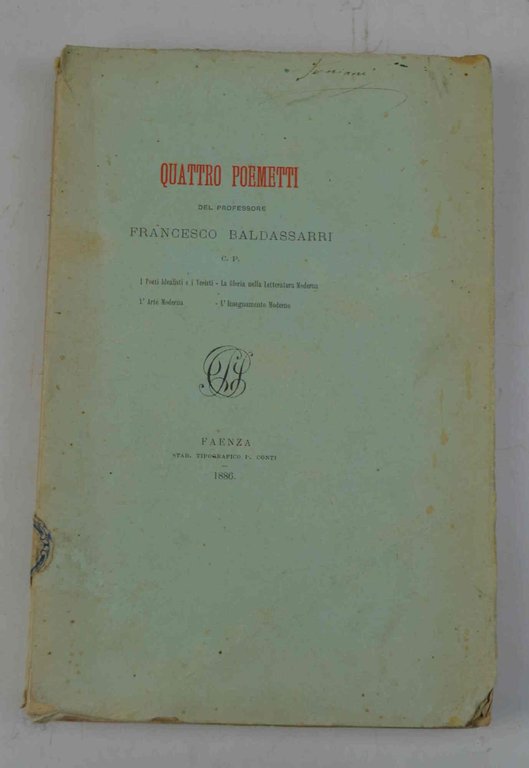 QUATTRO POEMETTI
DEL PROFESSORE
FRANCESCO BALDASSARRI
C. P.
I Poeti Idealisti e i Veristi - La Gloria nella Letteratura Moderna
L' Arte Moderna - L' Insegnamento Moderno
FAENZA
STAB. TIPOGRAFICO P. CONTI
1886.